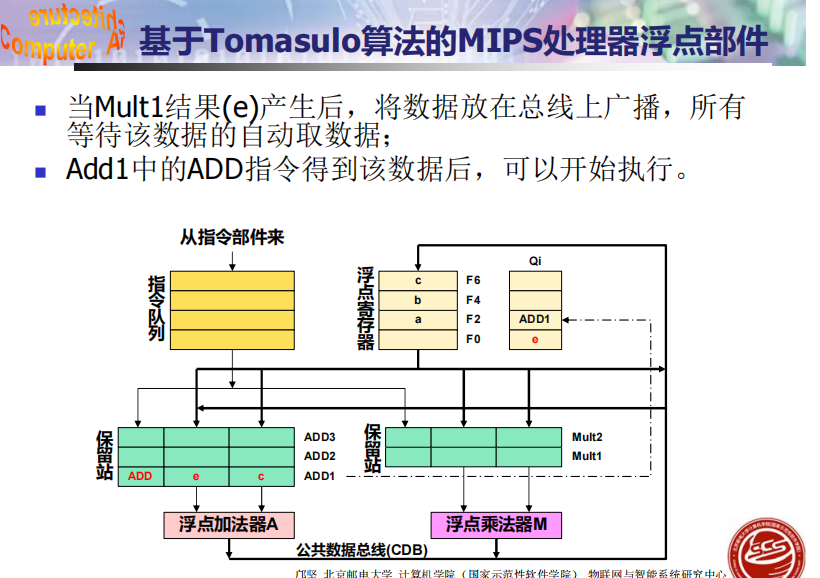 chitecture
Computer Ar
基于Tomasulo算法的MIPS处理器浮点部件
当Mult1结果(e)产生后，将数据放在总线上广播，所有
等待该数据的自动取数据；
Add1中的ADD指令得到该数据后，可以开始执行。
从指令部件来
指令队列
浮点寄存器
Qi
c F6
b F4
a F2 ADD1
F0 e
保留站
ADD3
ADD2
ADD e c ADD1
保留站
Mult2
Mult1
浮点加法器A
浮点乘法器M
公共数据总线(CDB)
邝坚 北京邮电大学 计算机学院（国家示范性软件学院） 物联网与智能系统研究中心